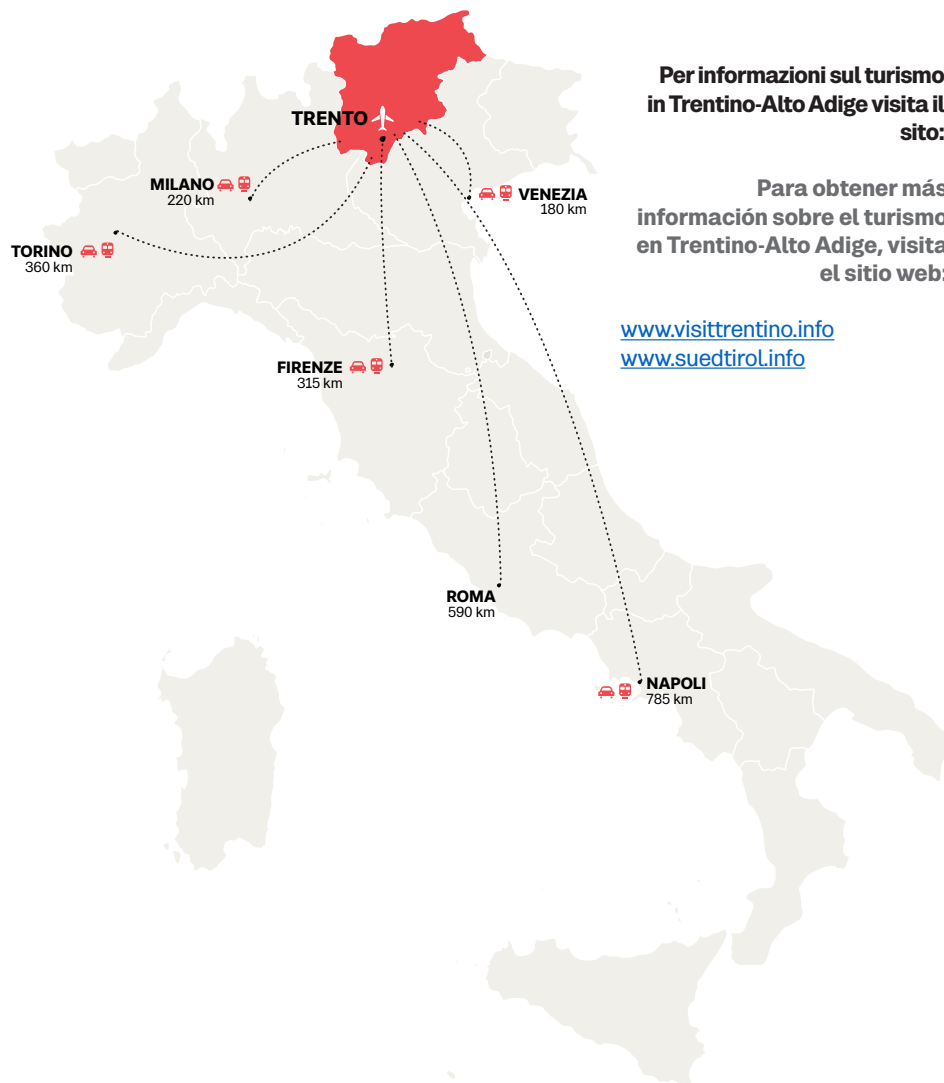 Per informazioni sul turismo
in Trentino-Alto Adige visita il
sito:
Para obtener más
información sobre el turismo
en Trentino-Alto Adige, visita
el sitio web:
www.visittrentino.info
www.suedtirol.info
TRENTO
MILANO
220 km
VENEZIA
180 km
TORINO
360 km
FIRENZE
315 km
ROMA
590 km
NAPOLI
785 km